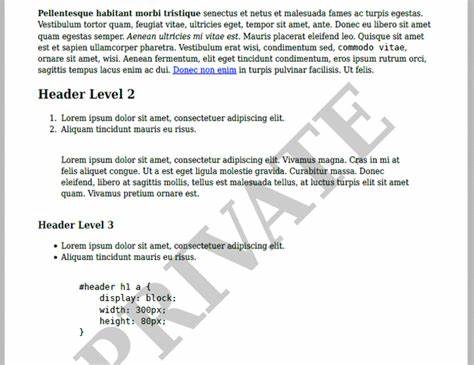 Pellentesque habitant morbi tristique senectus et netus et malesuada fames ac turpis egestas.
Vestibulum tortor quam, feugiat vitae, ultricies eget, tempor sit amet, ante. Donec eu libero sit amet
quam egestas semper. Aenean ultricies mi vitae est. Mauris placerat eleifend leo. Quisque sit amet
est et sapien ullamcorper pharetra. Vestibulum erat wisi, condimentum sed, commodo vitae,
ornare sit amet, wisi. Aenean fermentum, elit eget tincidunt condimentum, eros ipsum rutrum orci,
sagittis tempus lacus enim ac dui. Donec non enim in turpis pulvinar facilisis. Ut felis.
Header Level 2
1. Lorem ipsum dolor sit amet, consectetuer adipiscing elit.
2. Aliquam tincidunt mauris eu risus.
Lorem ipsum dolor sit amet, consectetur adipiscing elit. Vivamus magna. Cras in mi at
felis aliquet congue. Ut a est eget ligula molestie gravida. Curabitur massa. Donec
eleifend, libero at sagittis mollis, tellus est malesuada tellus, at luctus turpis elit sit amet
quam. Vivamus pretium ornare est.
Header Level 3
• Lorem ipsum dolor sit amet, consectetuer adipiscing elit.
• Aliquam tincidunt mauris eu risus.
#header h1 a {
display: block;
width: 300px;
height: 80px;
}
PRIVATE